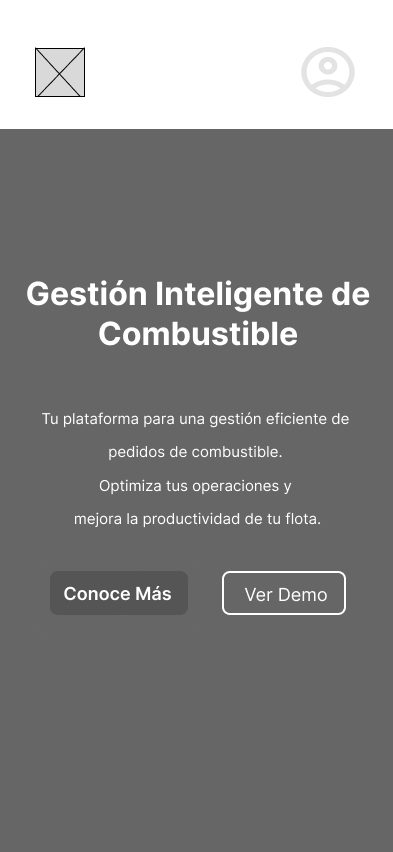 Gestión Inteligente de
Combustible
Tu plataforma para una gestión eficiente de
pedidos de combustible.
Optimiza tus operaciones y
mejora la productividad de tu flota.
Conoce Más
Ver Demo